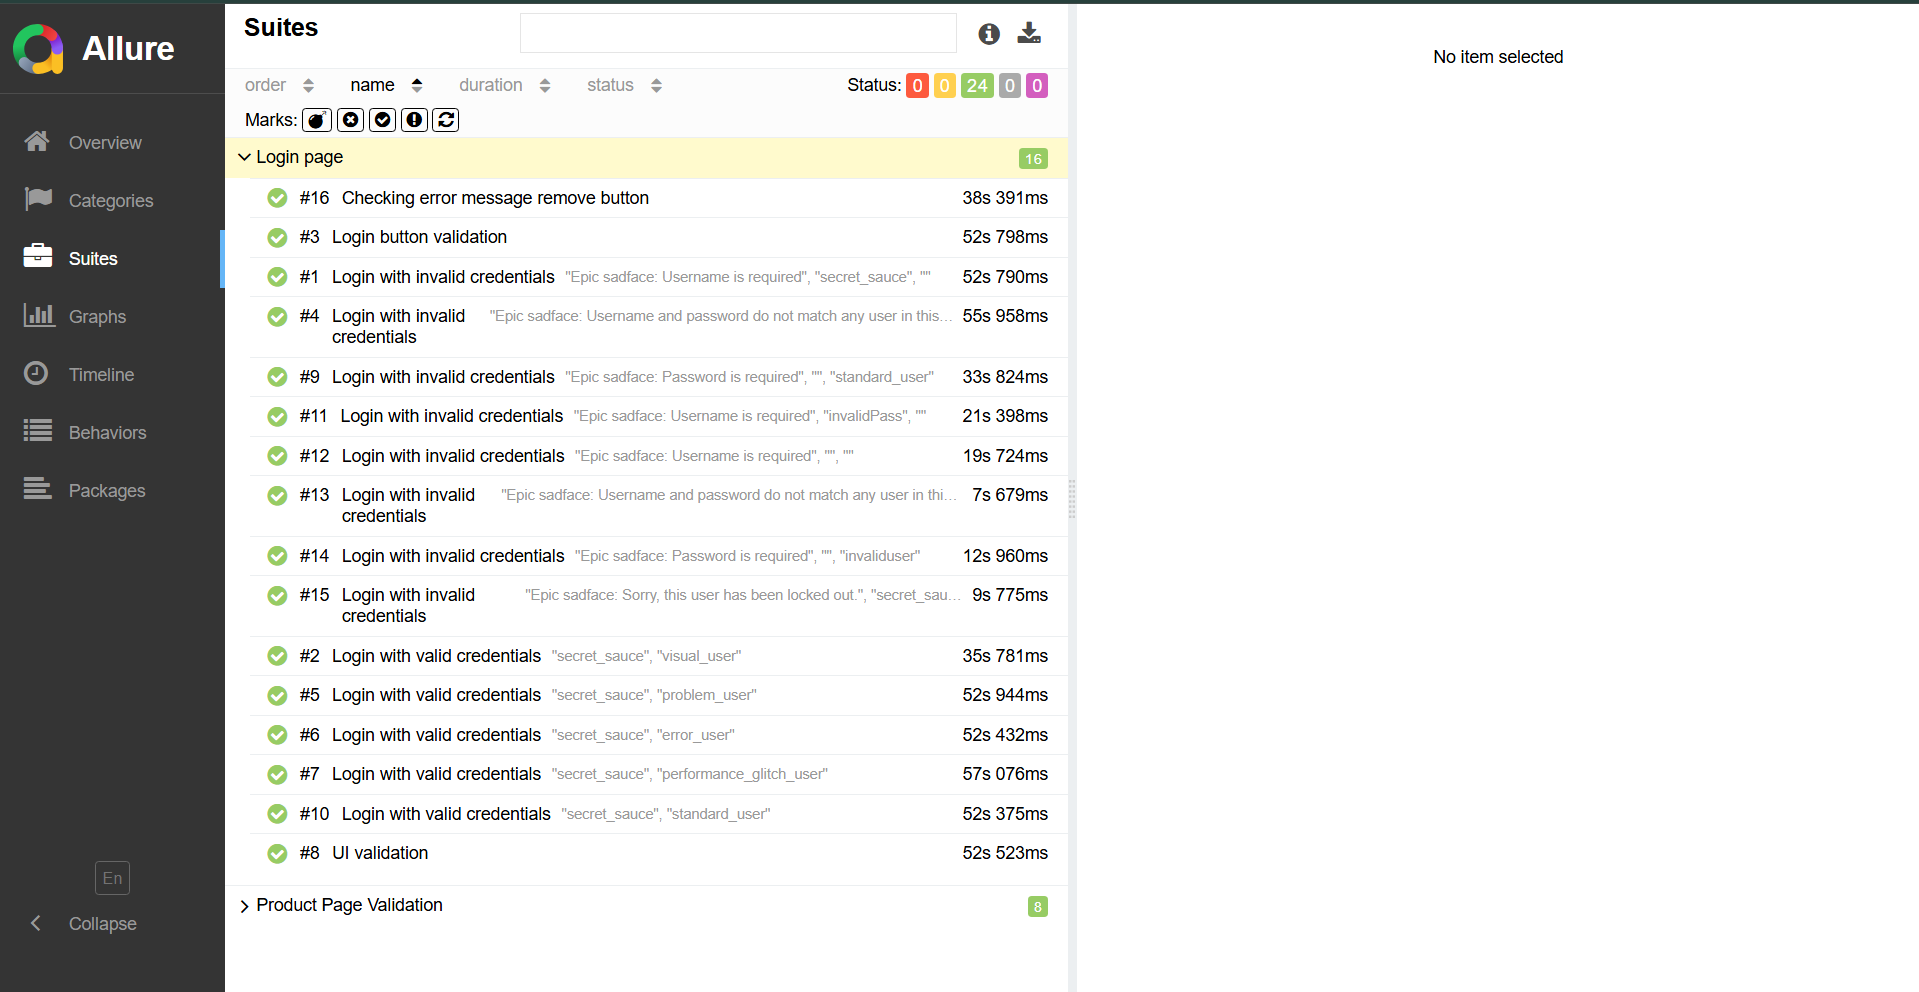 Allure
Overview
Categories
Suites
Graphs
Timeline
Behaviors
Packages
En
Collapse
Suites
order name duration status Status: 0 0 24 0 0
Marks:
Login page 16
#16 Checking error message remove button 38s 391ms
#3 Login button validation 52s 798ms
#1 Login with invalid credentials "Epic sadface: Username is required", "secret_sauce", "" 52s 790ms
#4 Login with invalid credentials "Epic sadface: Username and password do not match any user in this... 55s 958ms
#9 Login with invalid credentials "Epic sadface: Password is required", "", "standard_user" 33s 824ms
#11 Login with invalid credentials "Epic sadface: Username is required", "invalidPass", "" 21s 398ms
#12 Login with invalid credentials "Epic sadface: Username is required", "", "" 19s 724ms
#13 Login with invalid credentials "Epic sadface: Username and password do not match any user in thi... 7s 679ms
#14 Login with invalid credentials "Epic sadface: Password is required", "", "invaliduser" 12s 960ms
#15 Login with invalid credentials "Epic sadface: Sorry, this user has been locked out.", "secret_sau... 9s 775ms
#2 Login with valid credentials "secret_sauce", "visual_user" 35s 781ms
#5 Login with valid credentials "secret_sauce", "problem_user" 52s 944ms
#6 Login with valid credentials "secret_sauce", "error_user" 52s 432ms
#7 Login with valid credentials "secret_sauce", "performance_glitch_user" 57s 076ms
#10 Login with valid credentials "secret_sauce", "standard_user" 52s 375ms
#8 UI validation 52s 523ms
Product Page Validation 8
No item selected